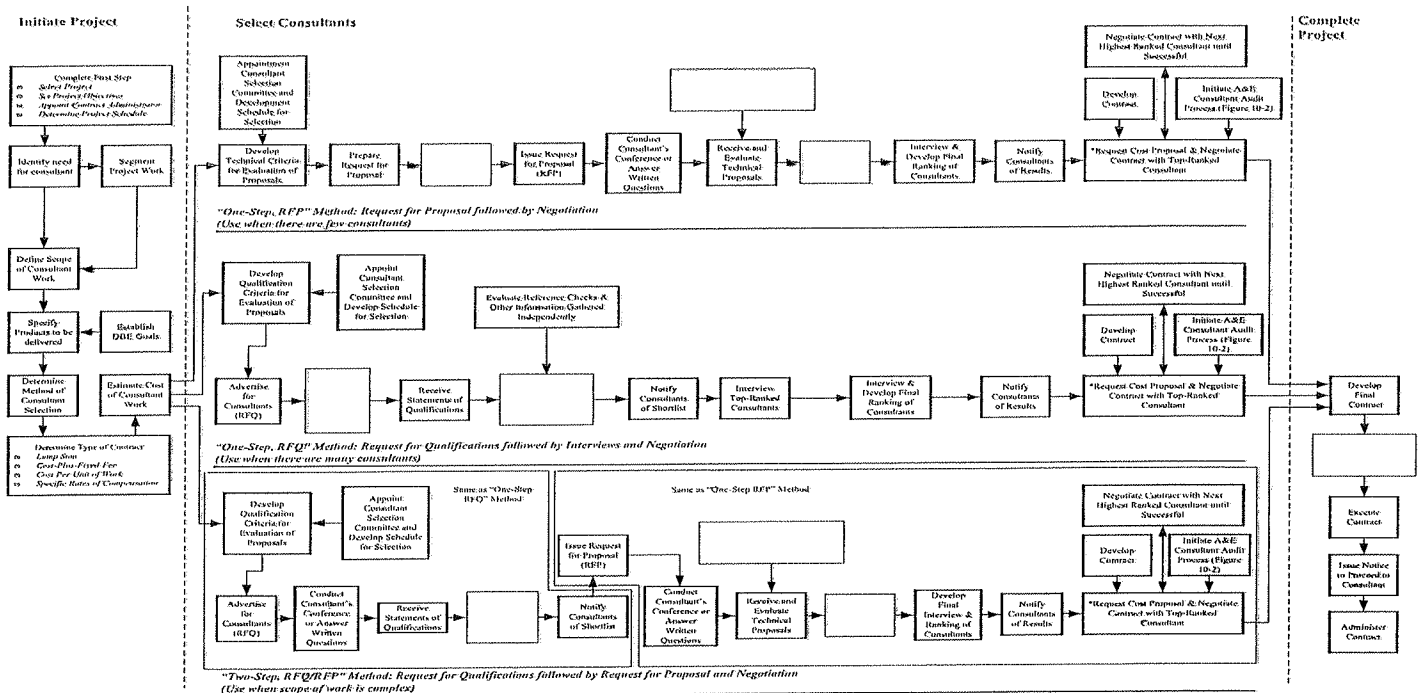 Initiate Project
Select Consultants
Complete
Project
Complete First Step
Select Project
Set Project Objectives
Appoint Contract Administrator
Determine Project Schedule
Identify need
for consultant
Segment
Project Work
Define Scope
of Consultant
Work
Specify
Products to be
delivered
Establish
DBE Goals
Determine
Method of
Consultant
Selection
Estimate Cost
of Consultant
Work
Determine Type of Contract
Lump Sum
Cost-Plus-Fixed Fee
Cost Per Unit of Work
Specific Rates of Compensation
Appointment
Consultant
Selection
Committee and
Development
Schedule for
Selection
Develop
Technical Criteria
for Evaluation of
Proposals
Prepare
Request for
Proposal
Issue Request
for Proposal
(RFP)
Conduct
Consultant's
Conference or
Answer
Written
Questions
Receive and
Evaluate
Technical
Proposals
Interview &
Develop Final
Ranking of
Consultants
Notify
Consultants
of Results
Negotiate Contract with Next
Highest Ranked Consultant until
Successful
Develop
Contract
Initiate A&E
Consultant Audit
Process (Figure 10-2)
*Request Cost Proposal & Negotiate
Contract with Top-Ranked
Consultant
"One-Step, RFP" Method: Request for Proposal followed by Negotiation
(Use when there are few consultants)
Develop
Qualification
Criteria for
Evaluation of
Proposals
Appoint
Consultant
Selection
Committee and
Develop Schedule
for Selection
Evaluate Reference Checks &
Other Information Gathered
Independently
Advertise
for
Consultants
(RFQ)
Receive
Statements of
Qualifications
Notify
Consultants
of Shortlist
Interview
Top-Ranked
Consultants
Interview &
Develop Final
Ranking of
Consultants
Notify
Consultants
of Results
Negotiate Contract with Next
Highest Ranked Consultant until
Successful
Develop
Contract
Initiate A&E
Consultant Audit
Process (Figure
10-2)
*Request Cost Proposal & Negotiate
Contract with Top-Ranked
Consultant
"One-Step, RFQ" Method: Request for Qualifications followed by Interviews and Negotiation
(Use when there are many consultants)
Same as "One-Step
RFQ" Method
Same as "One-Step RFP" Method
Develop
Qualification
Criteria for
Evaluation of
Proposals
Appoint
Consultant
Selection
Committee and
Develop Schedule
for Selection
Advertise
for
Consultants
(RFQ)
Conduct
Consultant's
Conference
or Answer
Written
Questions
Receive
Statements of
Qualifications
Notify
Consultants
of Shortlist
Issue Request
for Proposal
(RFP)
Conduct
Consultant's
Conference or
Answer
Written
Questions
Receive and
Evaluate
Technical
Proposals
Develop
Final
Interview &
Ranking of
Consultants
Notify
Consultants
of Results
Negotiate Contract with Next
Highest Ranked Consultant until
Successful
Develop
Contract
Initiate A&E
Consultant Audit
Process (Figure
10-2)
*Request Cost Proposal & Negotiate
Contract with Top-Ranked
Consultant
"Two-Step, RFQ/RFP" Method: Request for Qualifications followed by Request for Proposal and Negotiation
(Use when scope of work is complex)
Develop
Final
Contract
Execute
Contract
Issue Notice
to Proceed to
Consultant
Administer
Contract